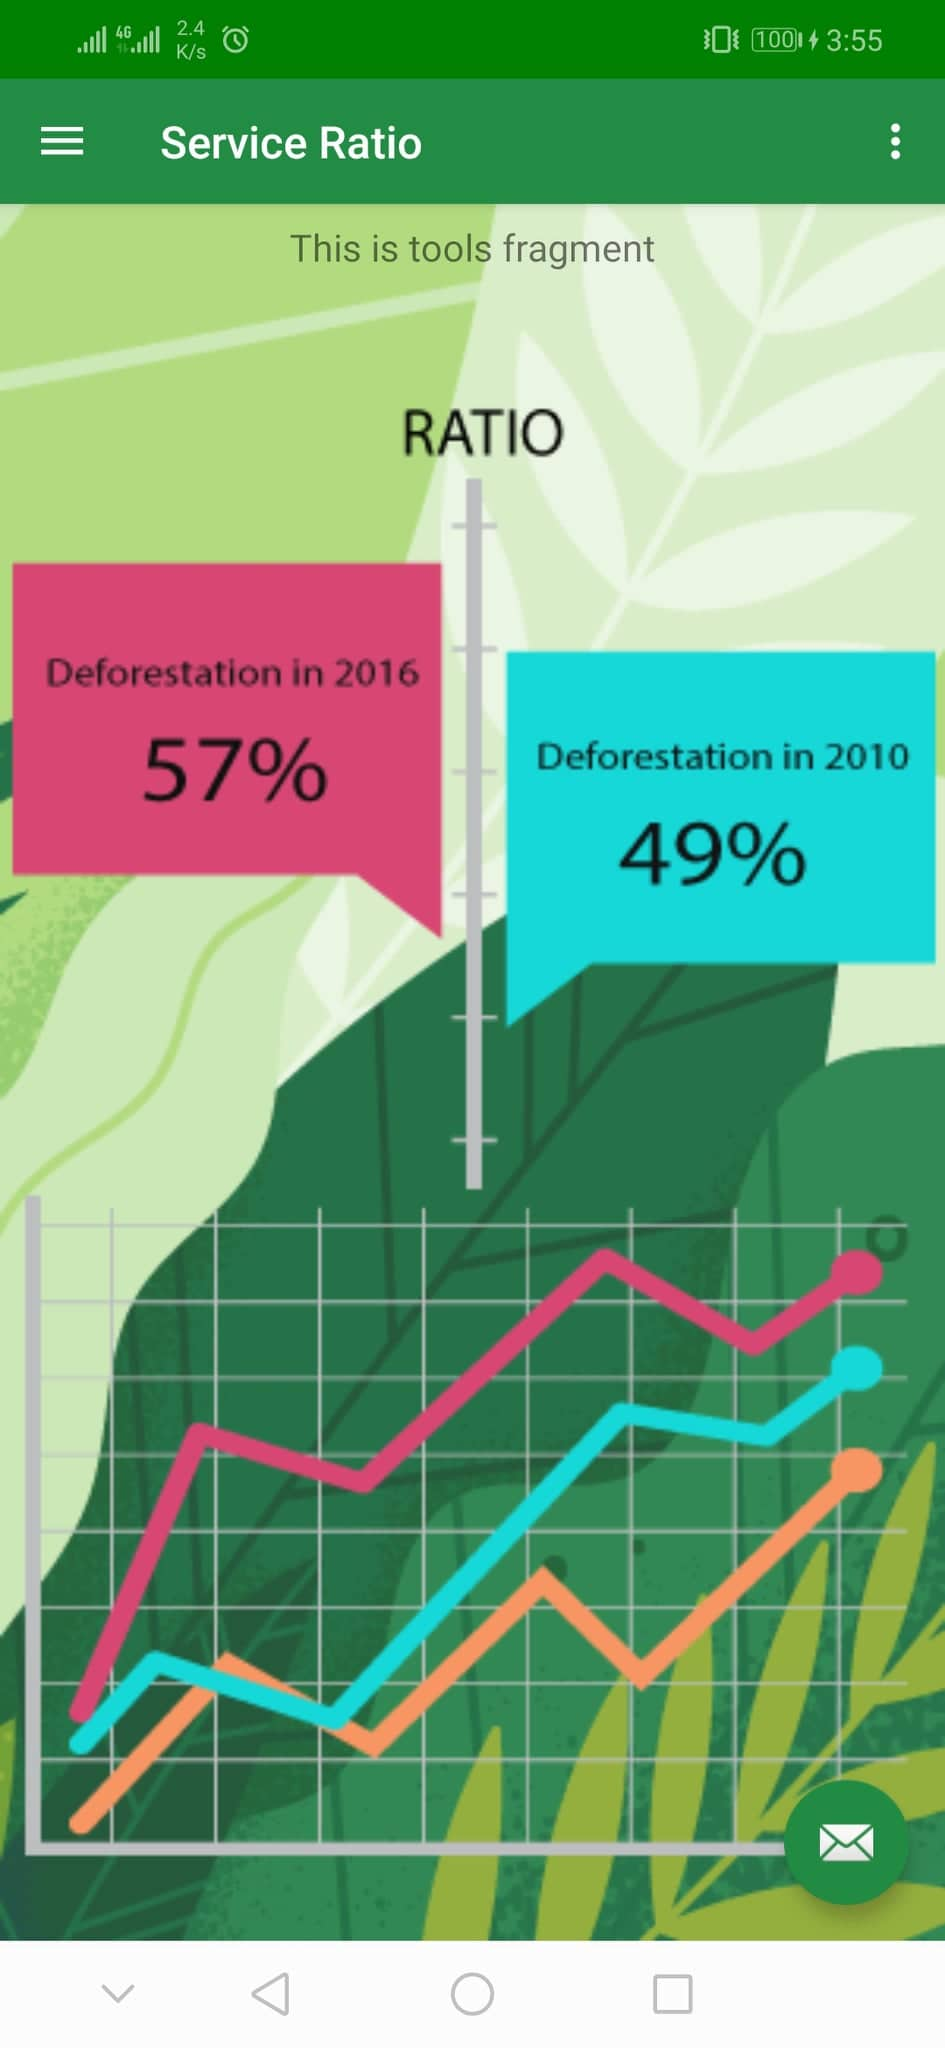 4G
2.4
K/s
100
3:55
Service Ratio
This is tools fragment
RATIO
Deforestation in 2016
57%
Deforestation in 2010
49%